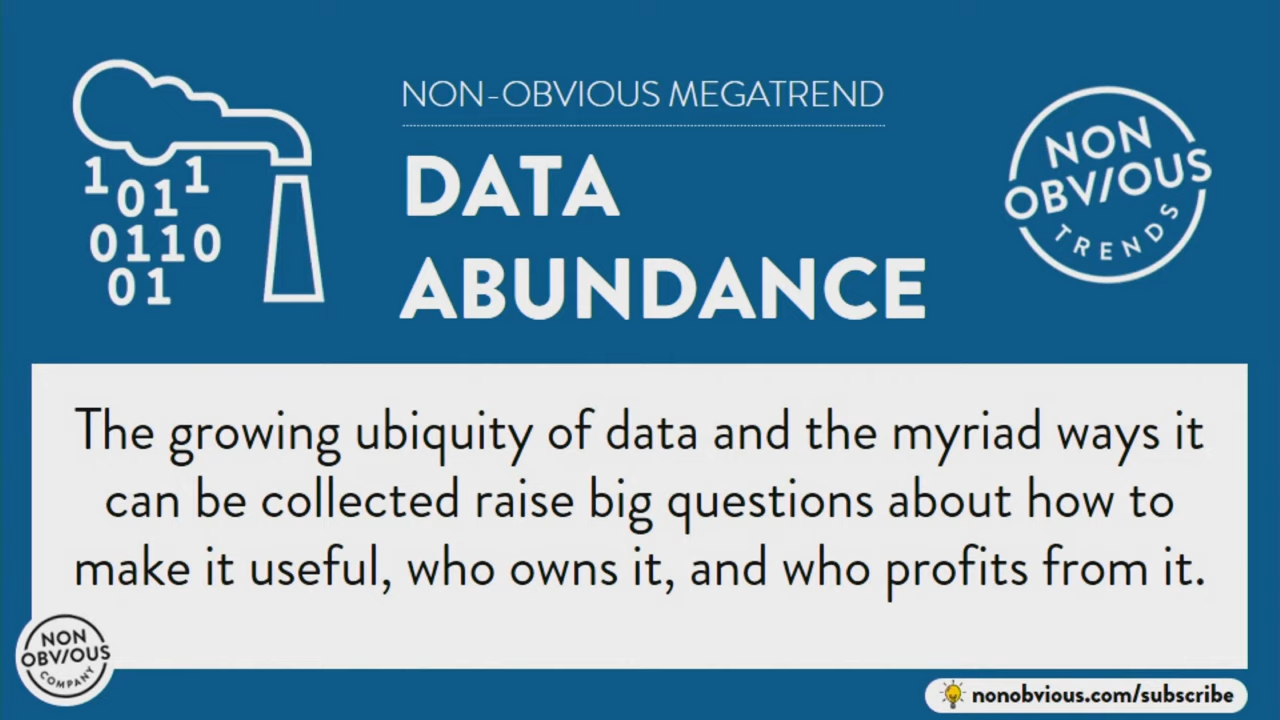 NON-OBVIOUS MEGATREND
DATA
ABUNDANCE
1 1
01
0110
01
NON
OBV/OUS
TRENDS
The growing ubiquity of data and the myriad ways it
can be collected raise big questions about how to
make it useful, who owns it, and who profits from it.
NON
OBV/OUS
COMPANY
nonobvious.com/subscribe